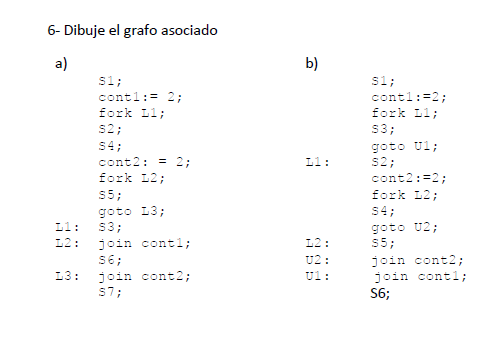 6- Dibuje el grafo asociado
a)
S1;
cont1:= 2;
fork L1;
S2;
S4;
cont2: = 2;
fork L2;
S5;
goto L3;
L1: S3;
L2: join cont1;
S6;
L3: join cont2;
S7;
b)
S1;
cont1:=2;
fork L1;
S3;
goto U1;
L1: S2;
cont2:=2;
fork L2;
S4;
goto U2;
L2: S5;
U2: join cont2;
U1: join cont1;
S6;